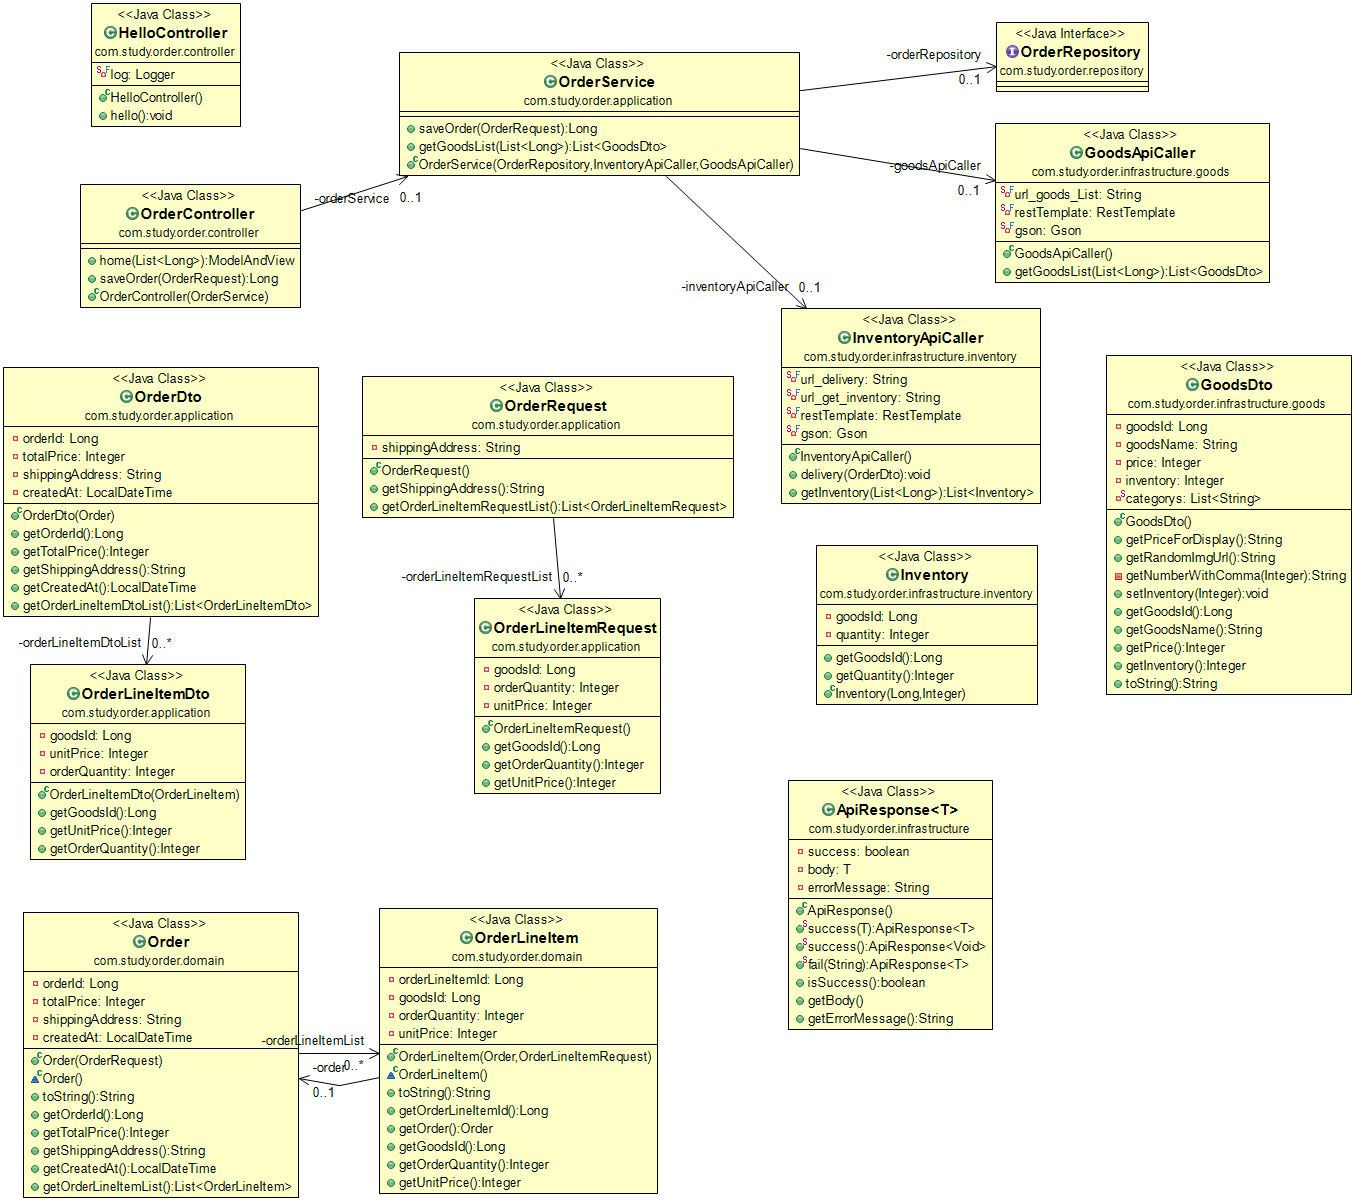 <<Java Class>>
HelloController
com.study.order.controller
log: Logger
HelloController()
hello():void
<<Java Class>>
OrderService
com.study.order.application
saveOrder(OrderRequest):Long
getGoodsList(List<Long>):List<GoodsDto>
OrderService(OrderRepository,InventoryApiCaller,GoodsApiCaller)
-orderRepository
0..1
<<Java Interface>>
OrderRepository
com.study.order.repository
-goodsApiCaller
0..1
<<Java Class>>
GoodsApiCaller
com.study.order.infrastructure.goods
url_goods_List: String
restTemplate: RestTemplate
gson: Gson
GoodsApiCaller()
getGoodsList(List<Long>):List<GoodsDto>
<<Java Class>>
OrderController
com.study.order.controller
home(List<Long>):ModelAndView
saveOrder(OrderRequest):Long
OrderController(OrderService)
-orderService
0..1
-inventoryApiCaller
0..1
<<Java Class>>
InventoryApiCaller
com.study.order.infrastructure.inventory
url_delivery: String
url_get_inventory: String
restTemplate: RestTemplate
gson: Gson
InventoryApiCaller()
delivery(OrderDto):void
getInventory(List<Long>):List<Inventory>
<<Java Class>>
OrderDto
com.study.order.application
orderId: Long
totalPrice: Integer
shippingAddress: String
createdAt: LocalDateTime
OrderDto(Order)
getOrderId():Long
getTotalPrice():Integer
getShippingAddress():String
getCreatedAt():LocalDateTime
getOrderLineItemDtoList():List<OrderLineItemDto>
<<Java Class>>
OrderRequest
com.study.order.application
shippingAddress: String
OrderRequest()
getShippingAddress():String
getOrderLineItemRequestList():List<OrderLineItemRequest>
<<Java Class>>
GoodsDto
com.study.order.infrastructure.goods
goodsId: Long
goodsName: String
price: Integer
inventory: Integer
categorys: List<String>
GoodsDto()
getPriceForDisplay():String
getRandomImgUrl():String
getNumberWithComma(Integer):String
setInventory(Integer):void
getGoodsId():Long
getGoodsName():String
getPrice():Integer
getInventory():Integer
toString():String
-orderLineItemRequestList
0..*
<<Java Class>>
Inventory
com.study.order.infrastructure.inventory
goodsId: Long
quantity: Integer
getGoodsId():Long
getQuantity():Integer
Inventory(Long,Integer)
-orderLineItemDtoList
0..*
<<Java Class>>
OrderLineItemDto
com.study.order.application
goodsId: Long
unitPrice: Integer
orderQuantity: Integer
OrderLineItemDto(OrderLineItem)
getGoodsId():Long
getUnitPrice():Integer
getOrderQuantity():Integer
<<Java Class>>
OrderLineItemRequest
com.study.order.application
goodsId: Long
orderQuantity: Integer
unitPrice: Integer
OrderLineItemRequest()
getGoodsId():Long
getOrderQuantity():Integer
getUnitPrice():Integer
<<Java Class>>
ApiResponse<T>
com.study.order.infrastructure
success: boolean
body: T
errorMessage: String
ApiResponse()
success(T):ApiResponse<T>
success():ApiResponse<Void>
fail(String):ApiResponse<T>
isSuccess():boolean
getBody()
getErrorMessage():String
<<Java Class>>
Order
com.study.order.domain
orderId: Long
totalPrice: Integer
shippingAddress: String
createdAt: LocalDateTime
Order(OrderRequest)
Order()
toString():String
getOrderId():Long
getTotalPrice():Integer
getShippingAddress():String
getCreatedAt():LocalDateTime
getOrderLineItemList():List<OrderLineItem>
-orderLineItemList
0..*
-order
0..1
<<Java Class>>
OrderLineItem
com.study.order.domain
orderLineItemId: Long
goodsId: Long
orderQuantity: Integer
unitPrice: Integer
OrderLineItem(Order,OrderLineItemRequest)
OrderLineItem()
toString():String
getOrderLineItemId():Long
getOrder():Order
getGoodsId():Long
getOrderQuantity():Integer
getUnitPrice():Integer